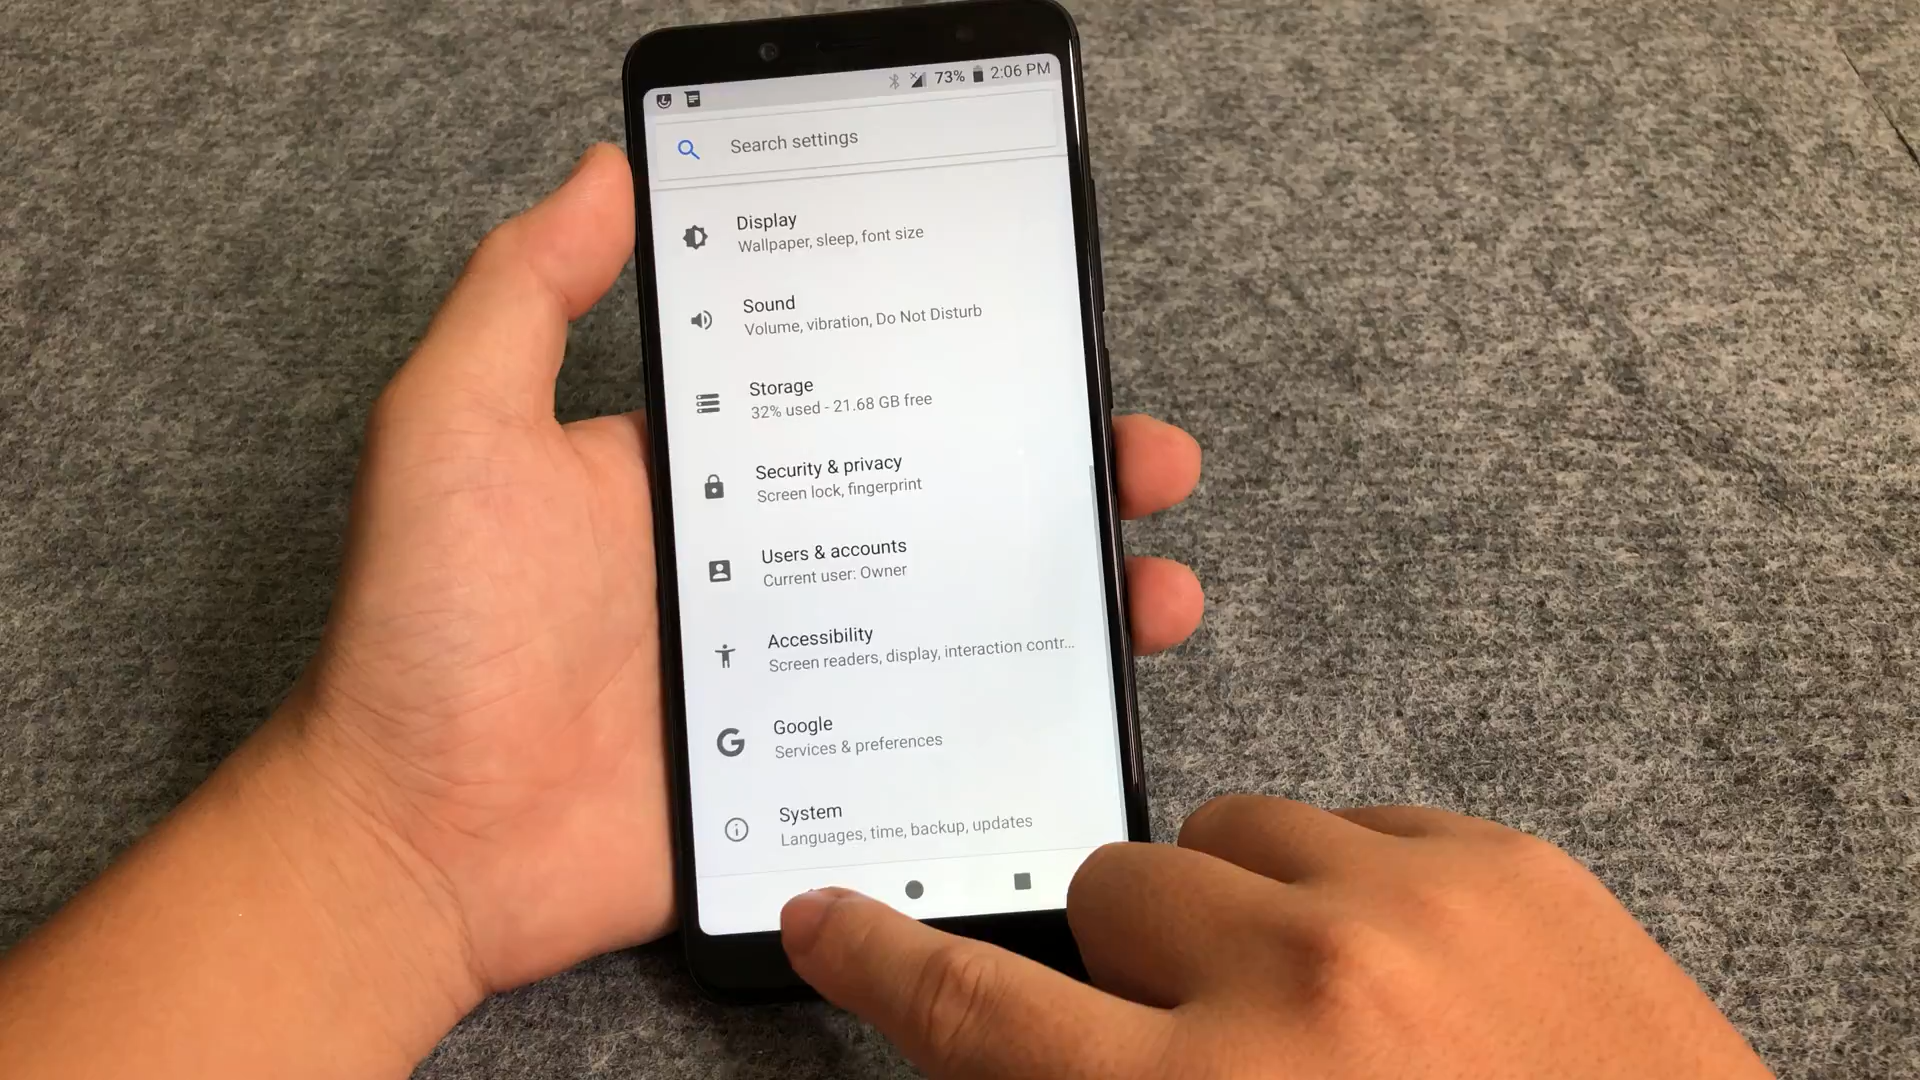 73% 2:06 PM
Search settings
Display
Wallpaper, sleep, font size
Sound
Volume, vibration, Do Not Disturb
Storage
32% used - 21.68 GB free
Security & privacy
Screen lock, fingerprint
Users & accounts
Current user: Owner
Accessibility
Screen readers, display, interaction contr...
Google
Services & preferences
System
Languages, time, backup, updates